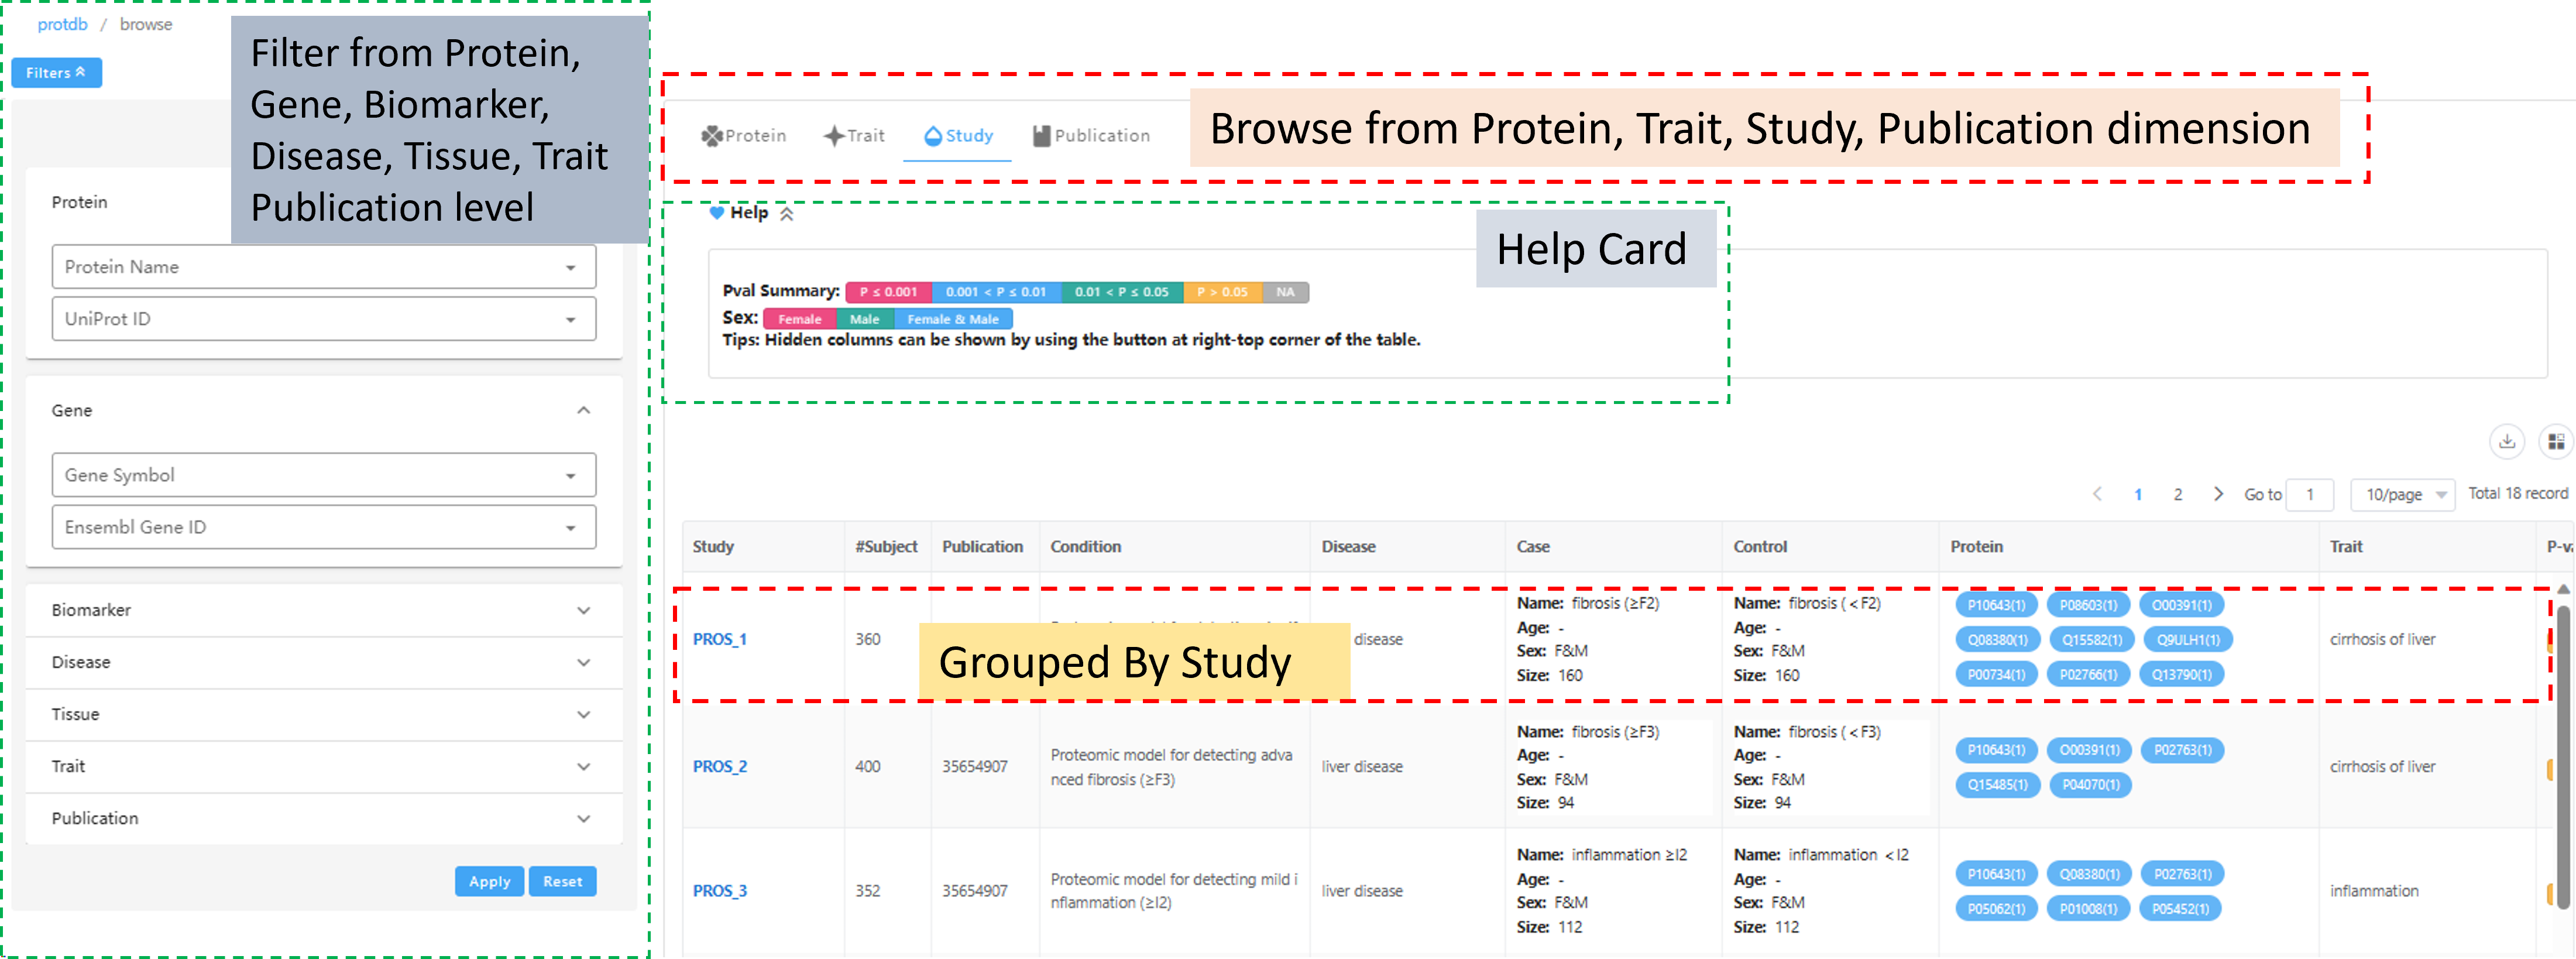 protdb / browse
Filters
Filter from Protein,
Gene, Biomarker,
Disease, Tissue, Trait
Publication level
Protein
Protein Name
UniProt ID
Gene
Gene Symbol
Ensembl Gene ID
Biomarker
Disease
Tissue
Trait
Publication
Apply Reset
Protein Trait Study Publication
Browse from Protein, Trait, Study, Publication dimension
Help
Help Card
Pval Summary: P ≤ 0.001 0.001 < P ≤ 0.01 0.01 < P ≤ 0.05 P > 0.05 NA
Sex: Female Male Female & Male
Tips: Hidden columns can be shown by using the button at right-top corner of the table.
1 2 Go to 1 10/page Total 18 record
Study #Subject Publication Condition Disease Case Control Protein Trait
PROS_1 360 disease
Grouped By Study
Name: fibrosis (≥F2)
Age: -
Sex: F&M
Size: 160
Name: fibrosis ( < F2)
Age: -
Sex: F&M
Size: 160
P10643(1) P08603(1) O00391(1)
Q08380(1) Q15582(1) Q9ULH1(1)
P00734(1) P02766(1) Q13790(1)
cirrhosis of liver
PROS_2 400 35654907
Proteomic model for detecting adva
nced fibrosis (≥F3)
liver disease
Name: fibrosis (≥F3)
Age: -
Sex: F&M
Size: 94
Name: fibrosis ( < F3)
Age: -
Sex: F&M
Size: 94
P10643(1) O00391(1) P02763(1)
Q15485(1) P04070(1)
cirrhosis of liver
PROS_3 352 35654907
Proteomic model for detecting mild i
nflammation (≥I2)
liver disease
Name: inflammation ≥I2
Age: -
Sex: F&M
Size: 112
Name: inflammation < I2
Age: -
Sex: F&M
Size: 112
P10643(1) Q08380(1) P02763(1)
P05062(1) P01008(1) P05452(1)
inflammation